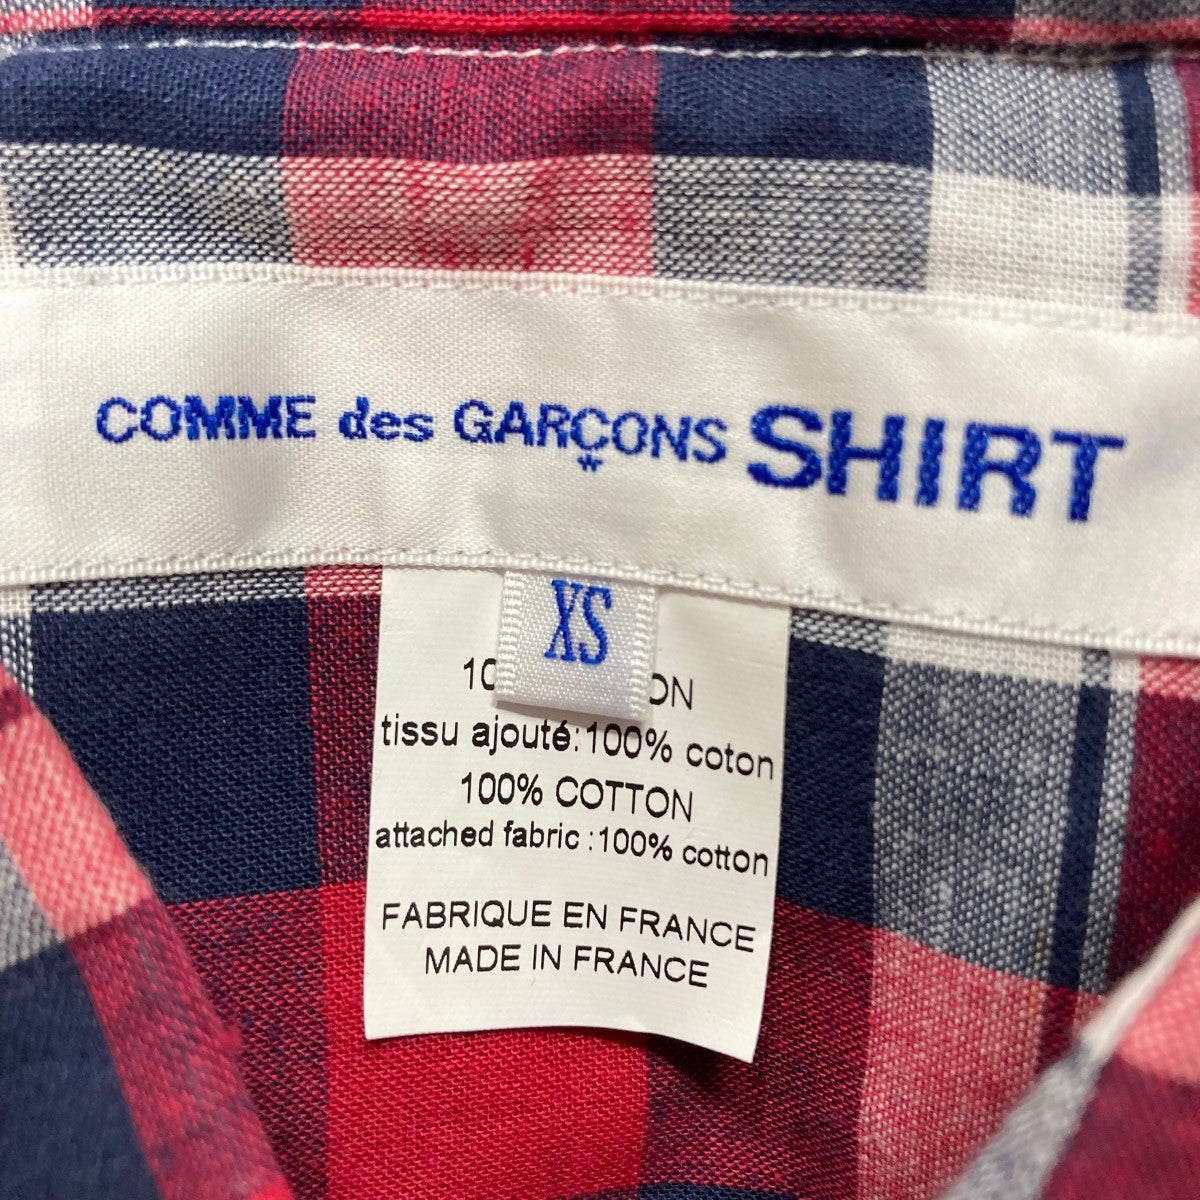 COMME des GARÇONS SHIRT
XS
tissu ajouté:100% coton
100% COTTON
attached fabric :100% cotton
FABRIQUE EN FRANCE
MADE IN FRANCE